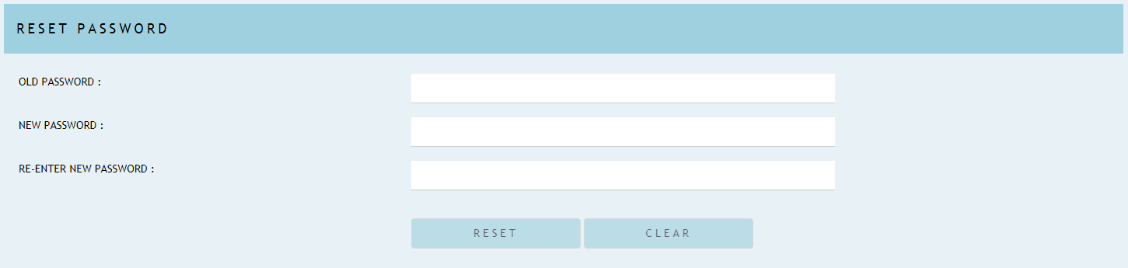 RESET PASSWORD
OLD PASSWORD :
NEW PASSWORD :
RE-ENTER NEW PASSWORD :
RESET CLEAR